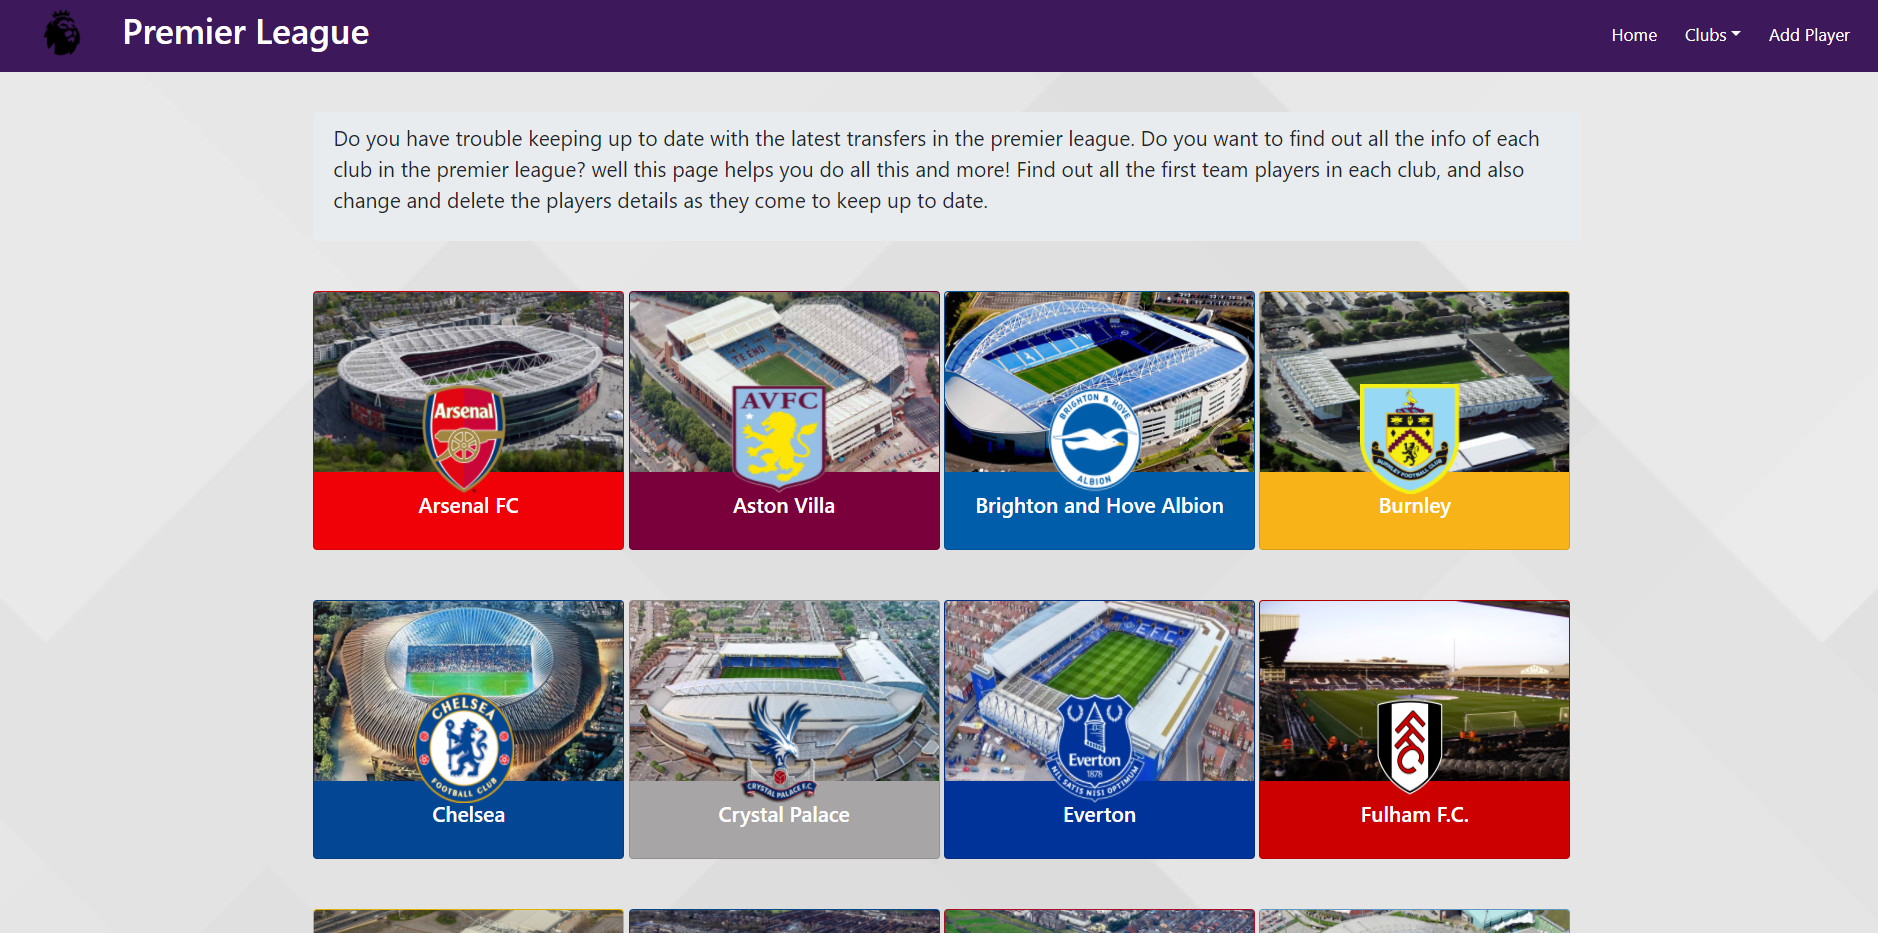 Premier League
Home Clubs Add Player
Do you have trouble keeping up to date with the latest transfers in the premier league. Do you want to find out all the info of each
club in the premier league? well this page helps you do all this and more! Find out all the first team players in each club, and also
change and delete the players details as they come to keep up to date.
TE END
EFC
Arsenal
AVFC
BRIGHTON & HOVE
ALBION
BURNLEY FOOTBALL CLUB
Arsenal FC
Aston Villa
Brighton and Hove Albion
Burnley
FULHA
CHELSEA
FOOTBALL CLUB
CRYSTAL PALACE F.C.
Everton
1878
NIL SATIS NISI OPTIMUM
FFC
Chelsea
Crystal Palace
Everton
Fulham F.C.